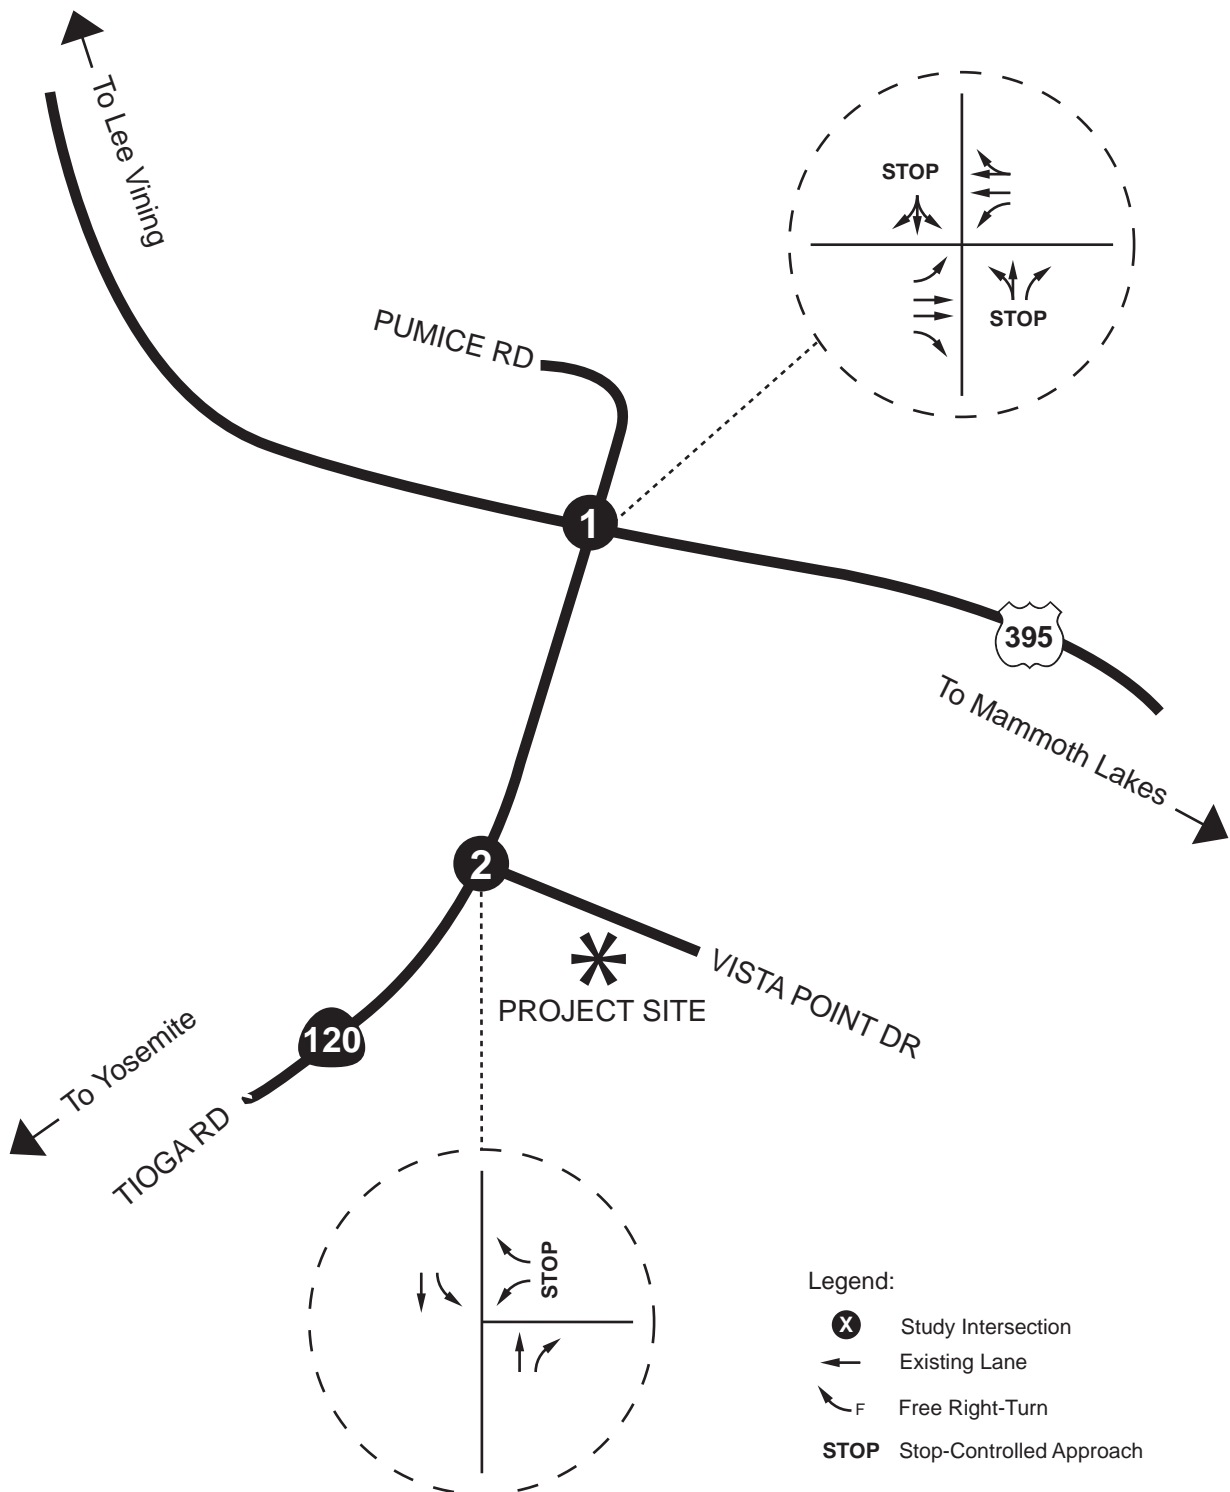 To Lee Vining
STOP
STOP
PUMICE RD
1
395
To Mammoth Lakes
2
VISTA POINT DR
PROJECT SITE
120
To Yosemite
TIOGA RD
STOP
Legend:
X Study Intersection
Existing Lane
F Free Right-Turn
STOP Stop-Controlled Approach